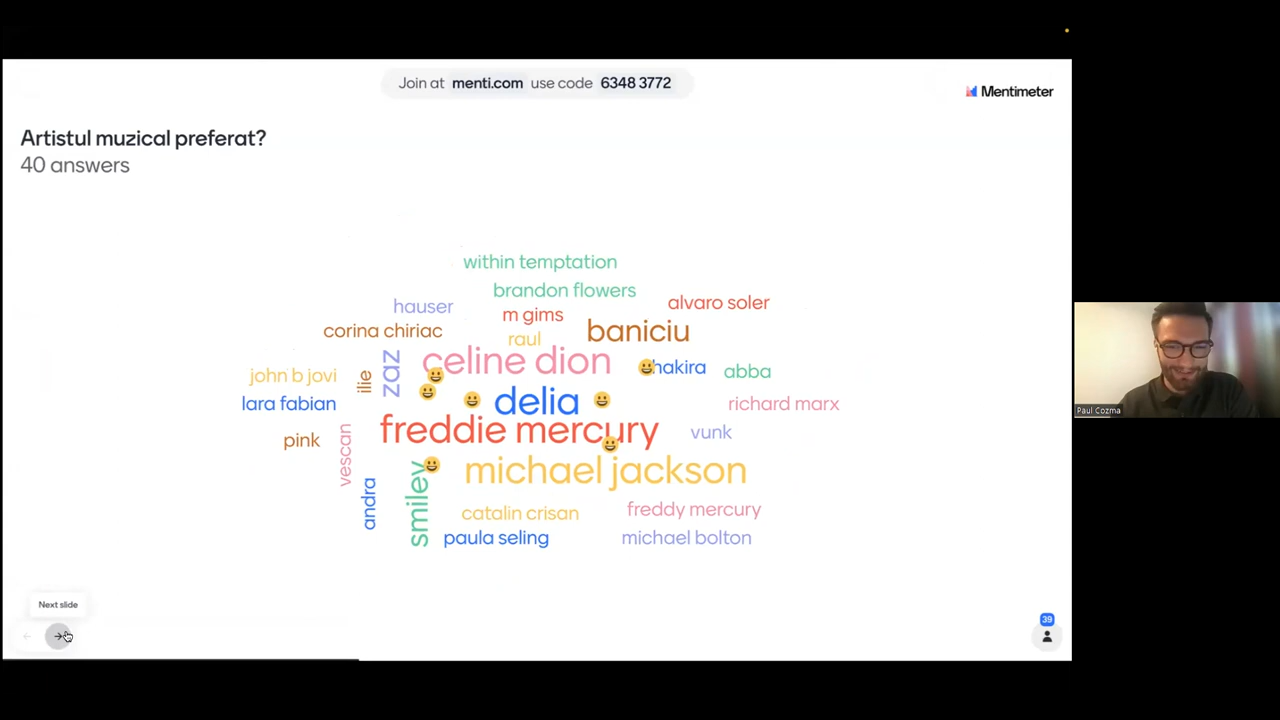 Join at menti.com use code 6348 3772
Mentimeter
Artistul muzical preferat?
40 answers
within temptation
brandon flowers
hauser
alvaro soler
m gims
corina chiriac
baniciu
raul
celine dion
zaz
hakira
abba
john b jovi
ilie
delia
lara fabian
richard marx
freddie mercury
vunk
pink
vescan
michael jackson
andra
smiley
catalin crisan
freddy mercury
paula seling
michael bolton
Paul Cozma
Next slide
39